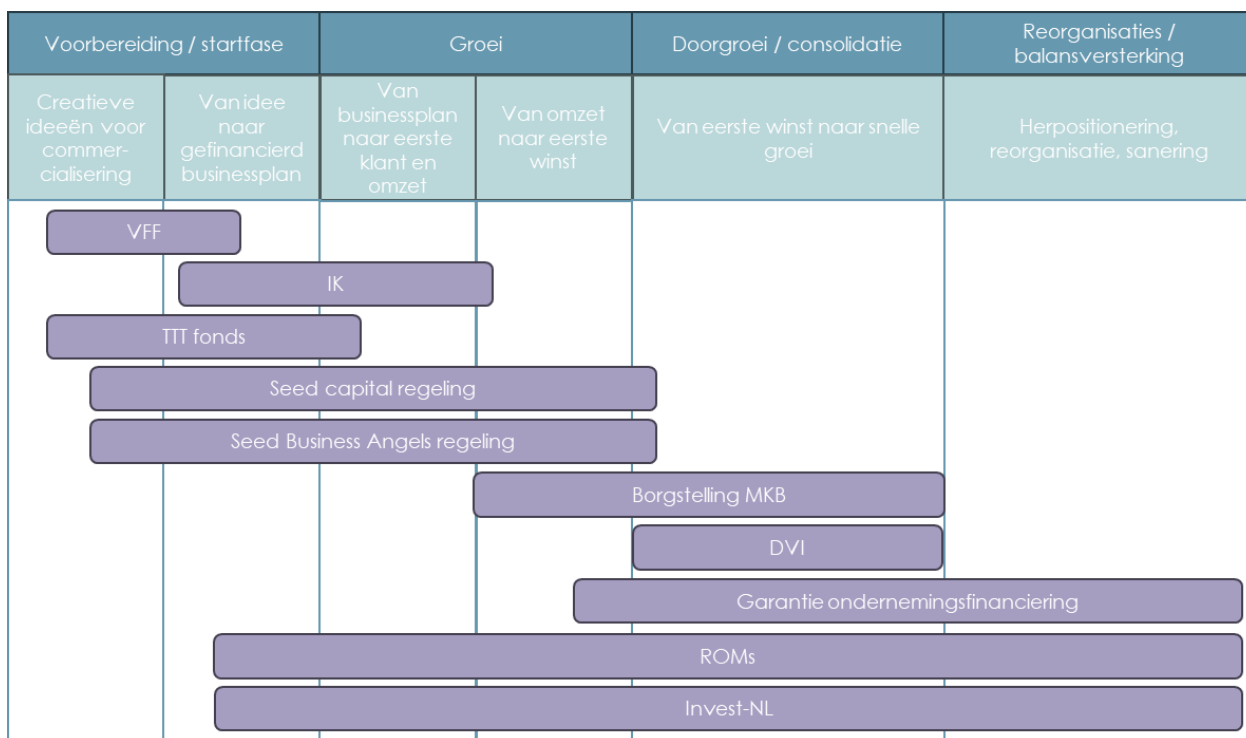 Voorbereiding / startfase
Groei
Doorgroei / consolidatie
Reorganisaties /
balansversterking
Creatieve
ideeën voor
commer-
cialisering
Van idee
naar
gefinancierd
businessplan
Van
businessplan
naar eerste
klant en
omzet
Van omzet
naar eerste
winst
Van eerste winst naar snelle
groei
Herpositionering,
reorganisatie, sanering
VFF
IK
TTT fonds
Seed capital regeling
Seed Business Angels regeling
Borgstelling MKB
DVI
Garantie ondernemingsfinanciering
ROMs
Invest-NL